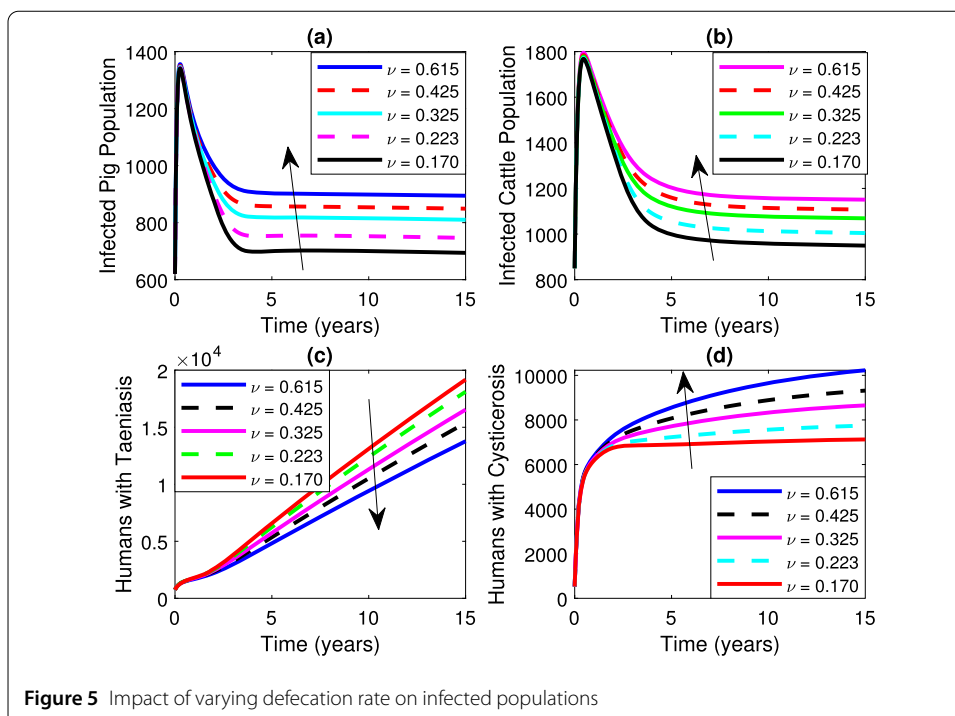 (a)
Infected Pig Population
1400
1200
1000
800
600
0 5 10 15
Time (years)
ν = 0.615
ν = 0.425
ν = 0.325
ν = 0.223
ν = 0.170
(b)
Infected Cattle Population
1800
1600
1400
1200
1000
800
0 5 10 15
Time (years)
ν = 0.615
ν = 0.425
ν = 0.325
ν = 0.223
ν = 0.170
(c)
Humans with Taeniasis
×10⁴
2
1.5
1
0.5
0
0 5 10 15
Time (years)
ν = 0.615
ν = 0.425
ν = 0.325
ν = 0.223
ν = 0.170
(d)
Humans with Cysticerosis
10000
8000
6000
4000
2000
0
0 5 10 15
Time (years)
ν = 0.615
ν = 0.425
ν = 0.325
ν = 0.223
ν = 0.170
Figure 5 Impact of varying defecation rate on infected populations